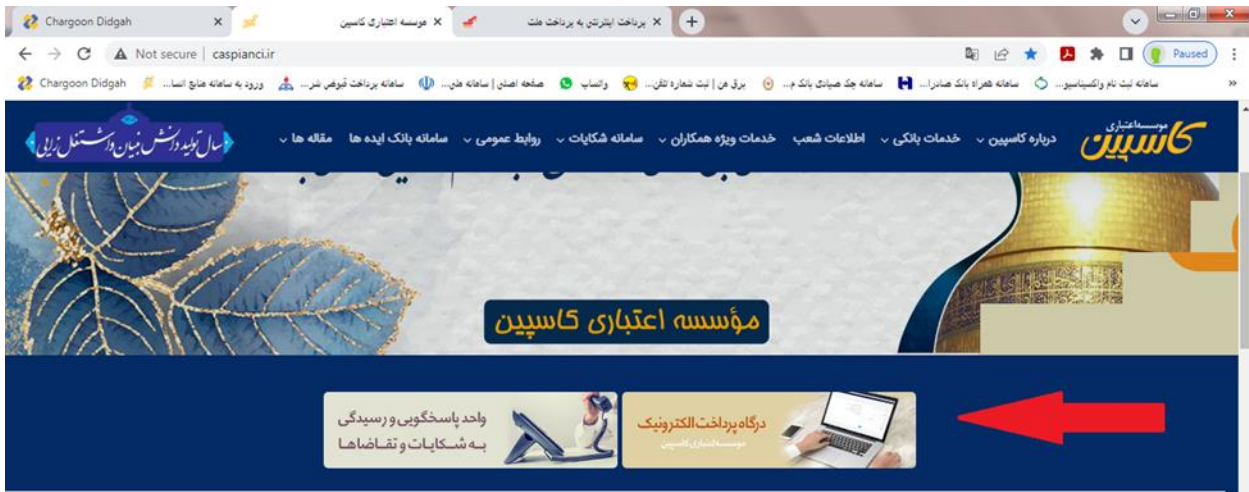 Chargoon Didgah
موسسه اعتباری کاسپین
پرداخت اینترنتی به پرداخت ملت
Not secure
caspianci.ir
Paused
Chargoon Didgah
ورود به سامانه منابع انسا...
سامانه پرداخت قبوض شر...
صفحه اصلی | سامانه ملی...
واتساپ
برق من | ثبت شماره تلفن...
سامانه چک صیادی بانک م...
سامانه همراه بانک صادرا...
سامانه ثبت نام واکسیناسیو...
موسسه اعتباری
کاسپین
درباره کاسپین
خدمات بانکی
اطلاعات شعب
خدمات ویژه همکاران
سامانه شکایات
روابط عمومی
سامانه بانک ایده ها
مقاله ها
سال تولید دانش بنیان و اشتغل زایی
مؤسسه اعتباری کاسپین
درگاه پرداخت الکترونیک
موسسه اعتباری کاسپین
واحد پاسخگویی و رسیدگی
به شکایات و تقاضاها